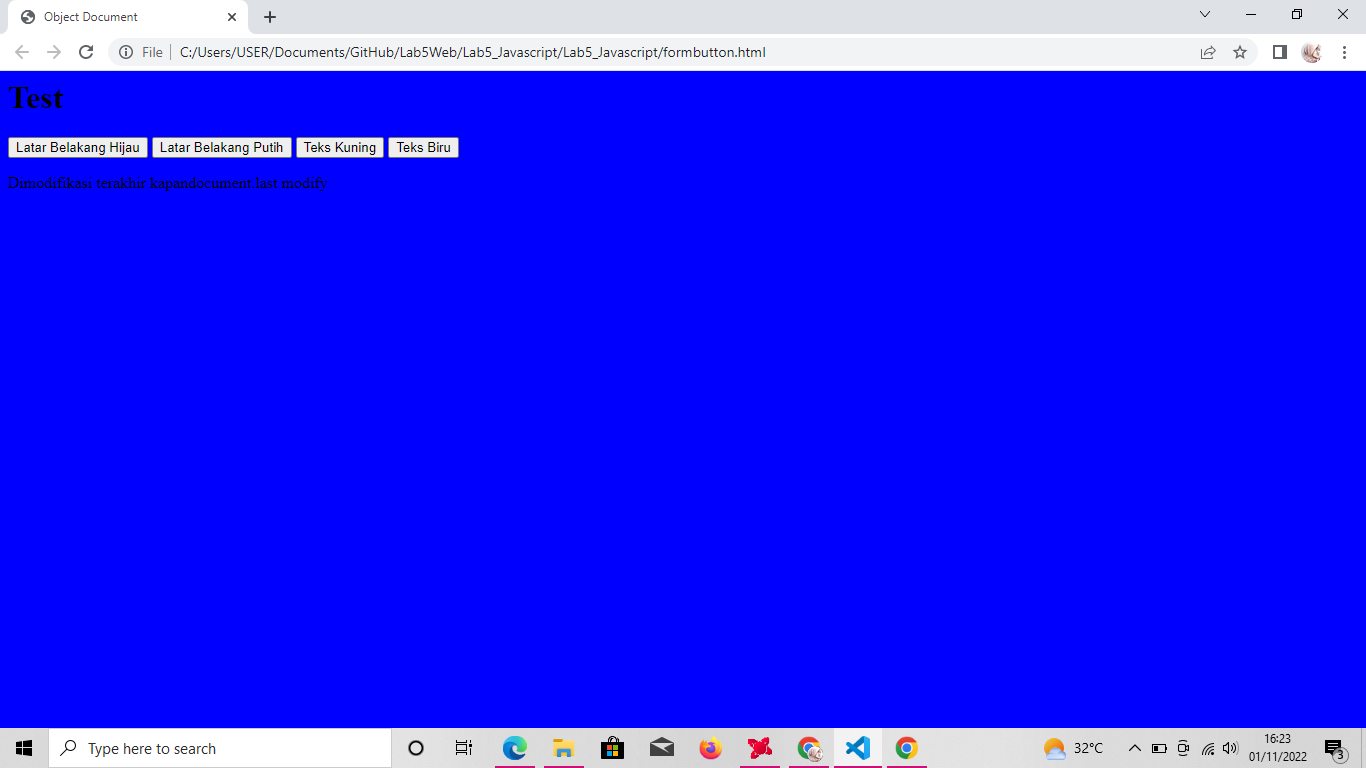 Object Document
File
C:/Users/USER/Documents/GitHub/Lab5Web/Lab5_Javascript/Lab5_Javascript/formbutton.html
Test
Latar Belakang Hijau Latar Belakang Putih Teks Kuning Teks Biru
Dimodifikasi terakhir kapandocument last modify
Type here to search
32°C
16:23
01/11/2022
3